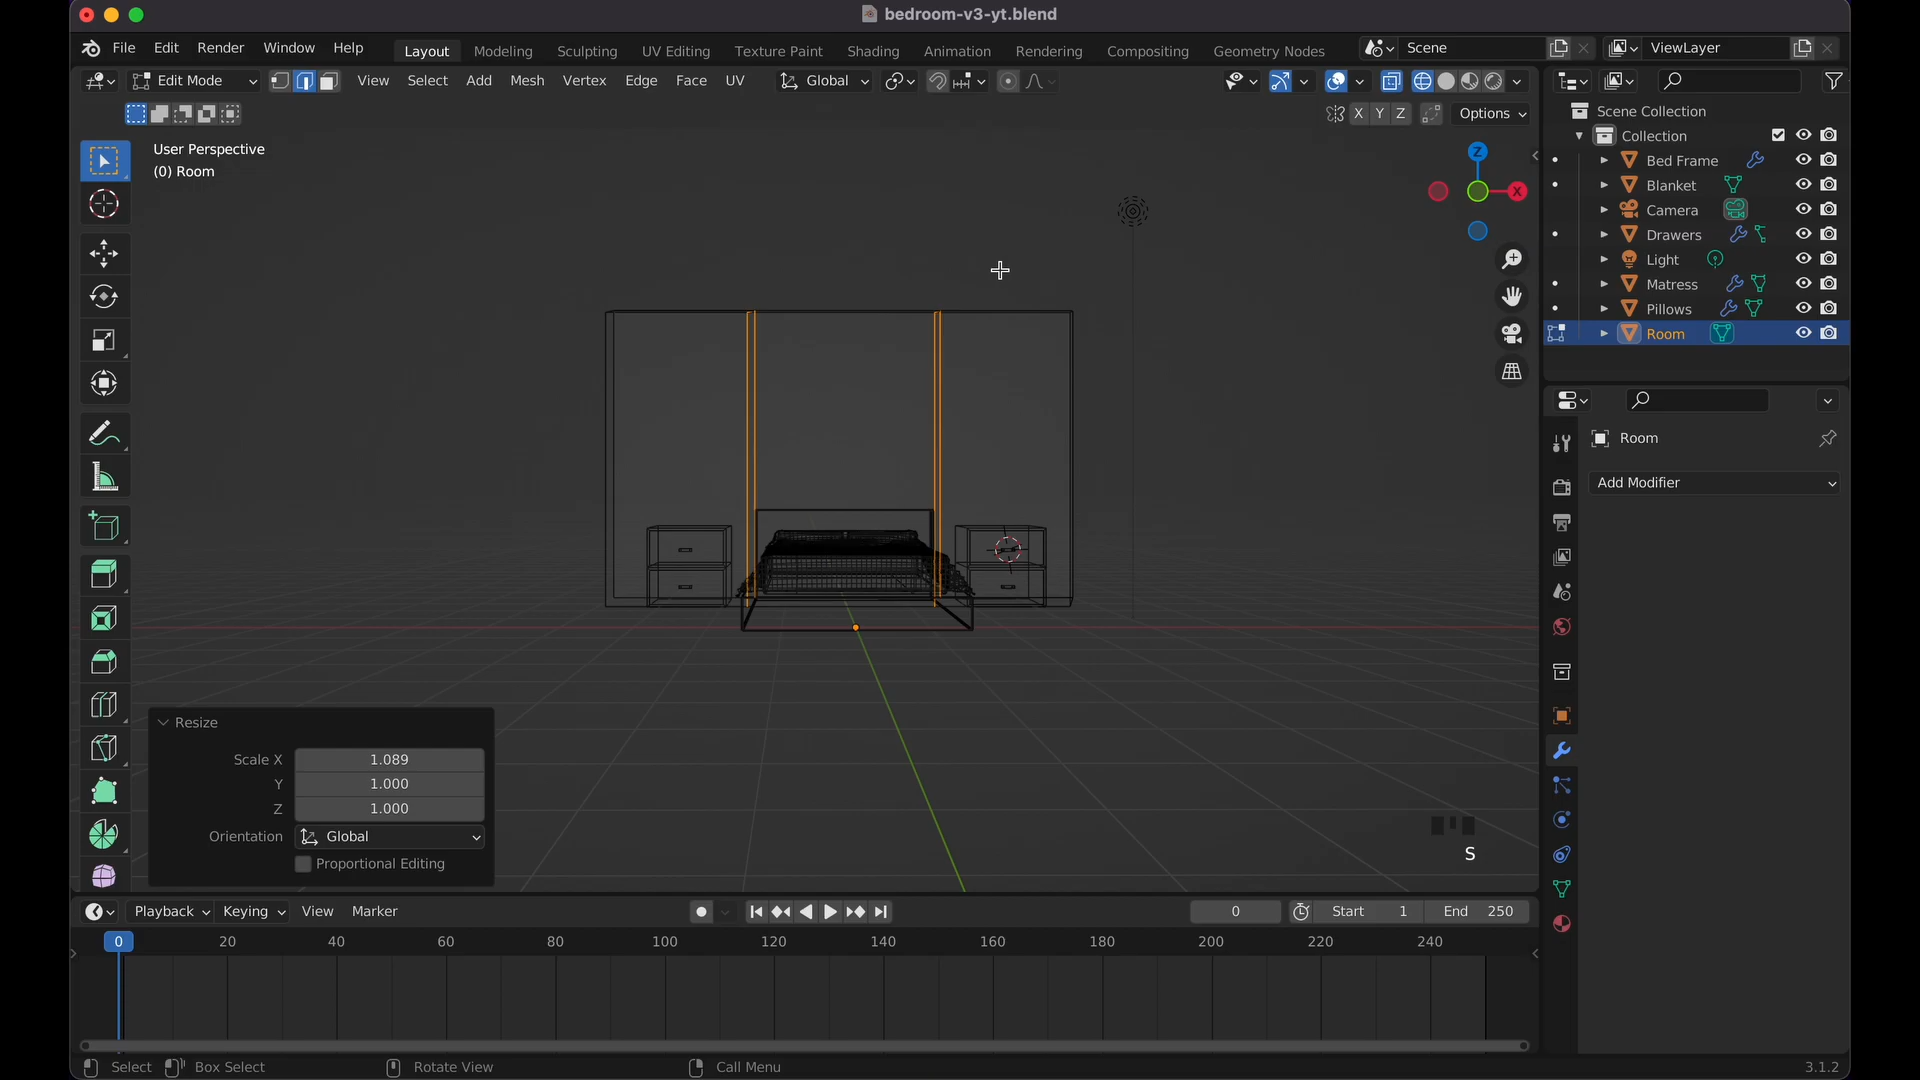 bedroom-v3-yt.blend
File Edit Render Window Help
Layout Modeling Sculpting UV Editing Texture Paint Shading Animation Rendering Compositing Geometry Nodes
Scene
ViewLayer
Edit Mode
View Select Add Mesh Vertex Edge Face UV
Global
X Y Z
Options
User Perspective
(0) Room
Z
X
Scene Collection
Collection
Bed Frame
Blanket
Camera
Drawers
Light
Matress
Pillows
Room
Room
Add Modifier
Resize
Scale X 1.089
Y 1.000
Z 1.000
Orientation Global
Proportional Editing
S
Playback Keying View Marker
0
Start 1
End 250
0 20 40 60 80 100 120 140 160 180 200 220 240
Select
Box Select
Rotate View
Call Menu
3.1.2